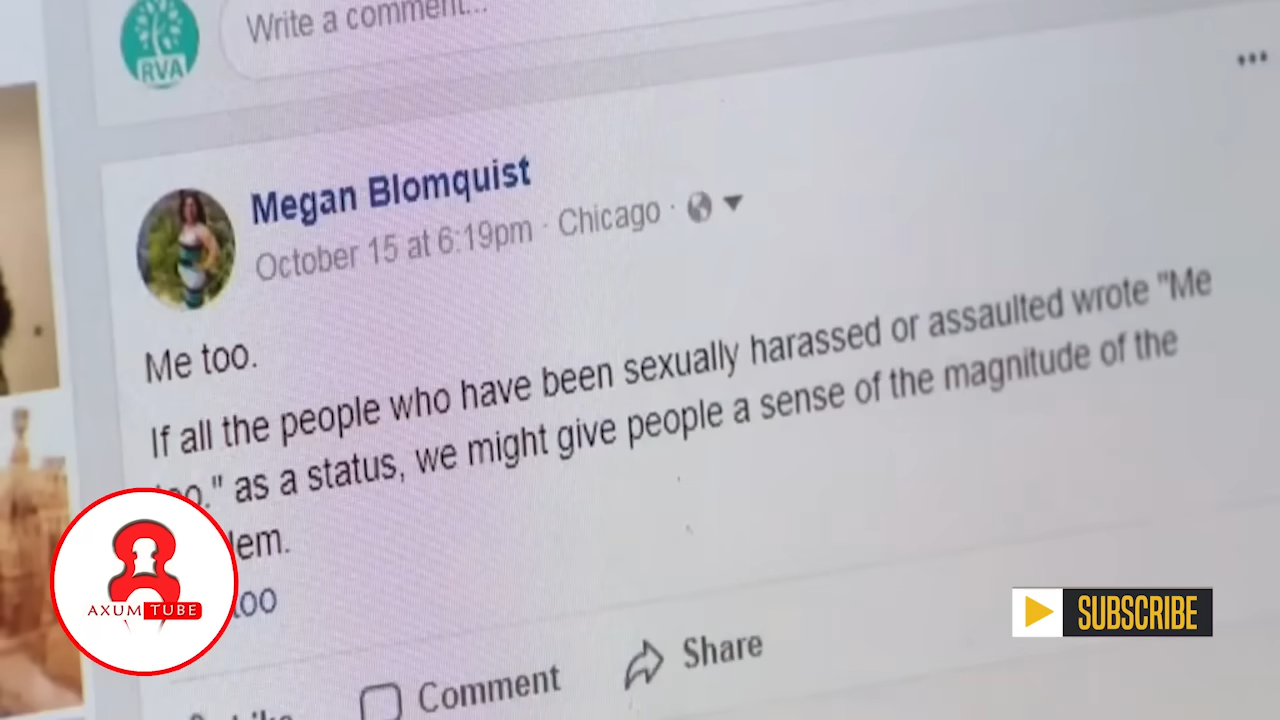 Write a comment...
RVA
Megan Blomquist
October 15 at 6:19pm · Chicago ·
Me too.
If all the people who have been sexually harassed or assaulted wrote "Me
as a status, we might give people a sense of the magnitude of the
too
Comment
Share
AXUM TUBE
SUBSCRIBE